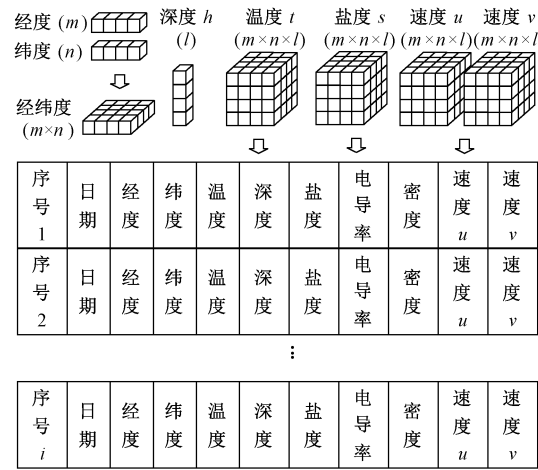 经度 (m)
纬度 (n)
经纬度
(m×n )
深度 h
(l)
温度 t
(m×n×l)
盐度 s
(m×n×l)
速度 u
(m×n×l)
速度 v
(m×n×l)
序号1 日期 经度 纬度 温度 深度 盐度 电导率 密度 速度u 速度v
序号2 日期 经度 纬度 温度 深度 盐度 电导率 密度 速度u 速度v
⋮
序号i 日期 经度 纬度 温度 深度 盐度 电导率 密度 速度u 速度v